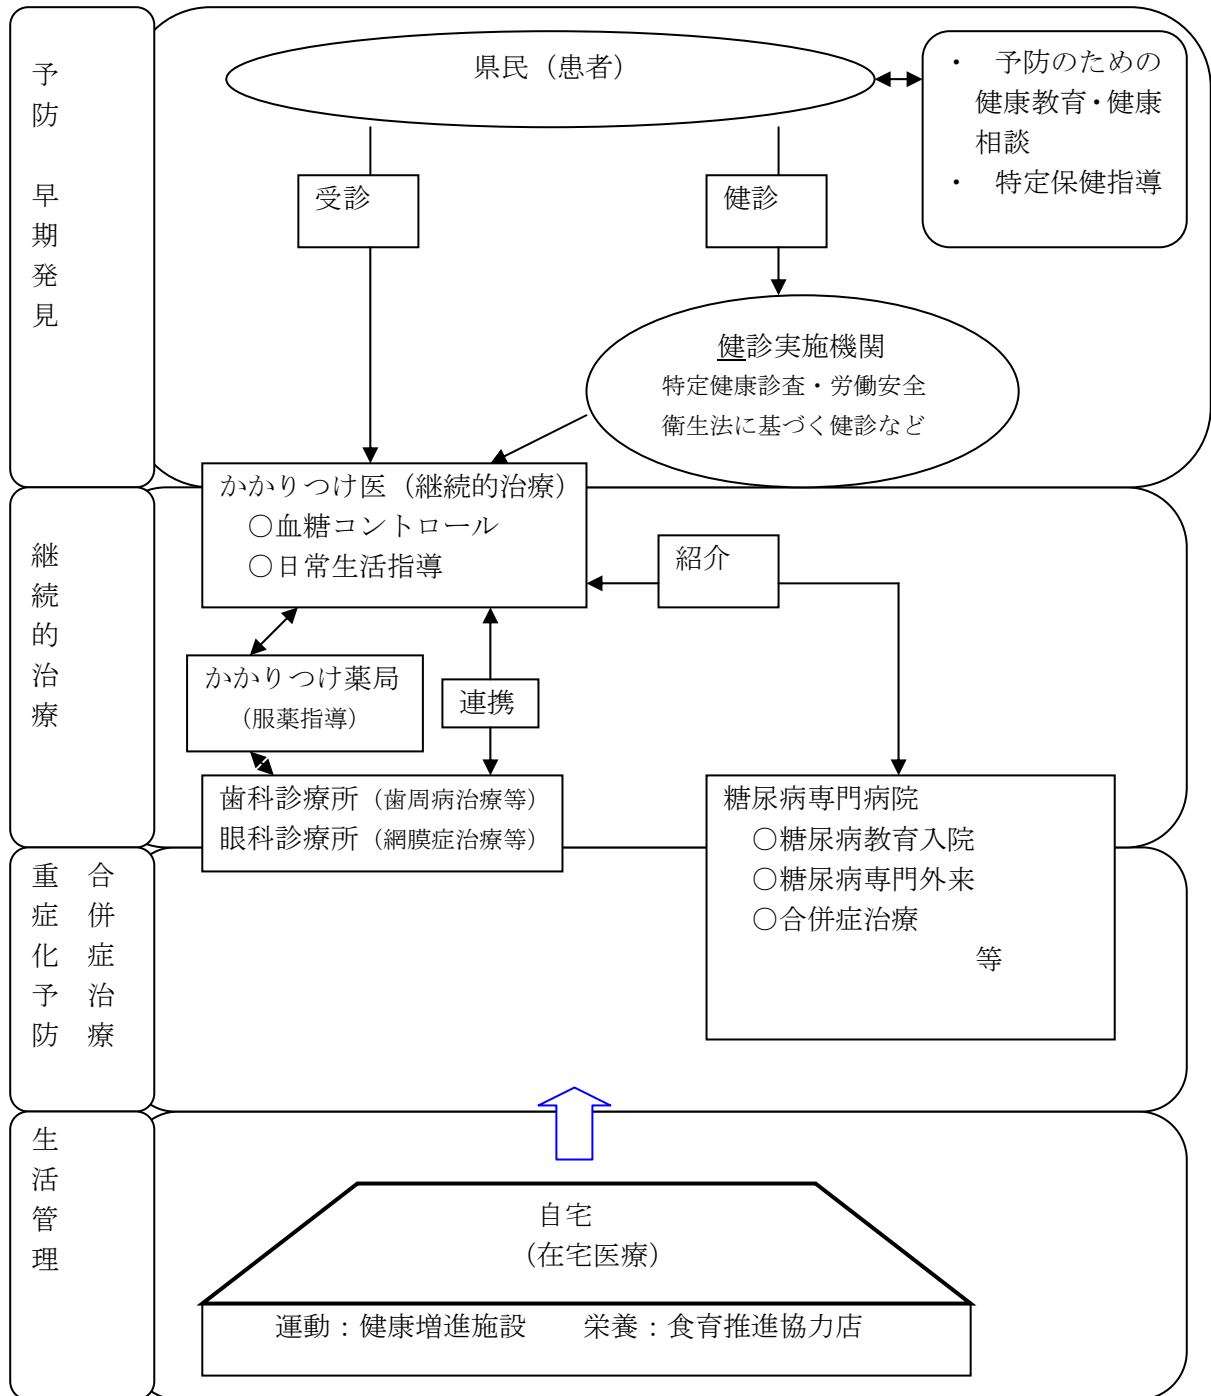 予防 早期発見
県民（患者）
・ 予防のための
健康教育・健康
相談
・ 特定保健指導
受診
健診
健診実施機関
特定健康診査・労働安全
衛生法に基づく健診など
継続的治療
かかりつけ医（継続的治療）
○血糖コントロール
○日常生活指導
紹介
かかりつけ薬局
（服薬指導）
連携
歯科診療所（歯周病治療等）
眼科診療所（網膜症治療等）
糖尿病専門病院
○糖尿病教育入院
○糖尿病専門外来
○合併症治療
等
合併症治療
重症化予防
生活管理
自宅
（在宅医療）
運動：健康増進施設 栄養：食育推進協力店